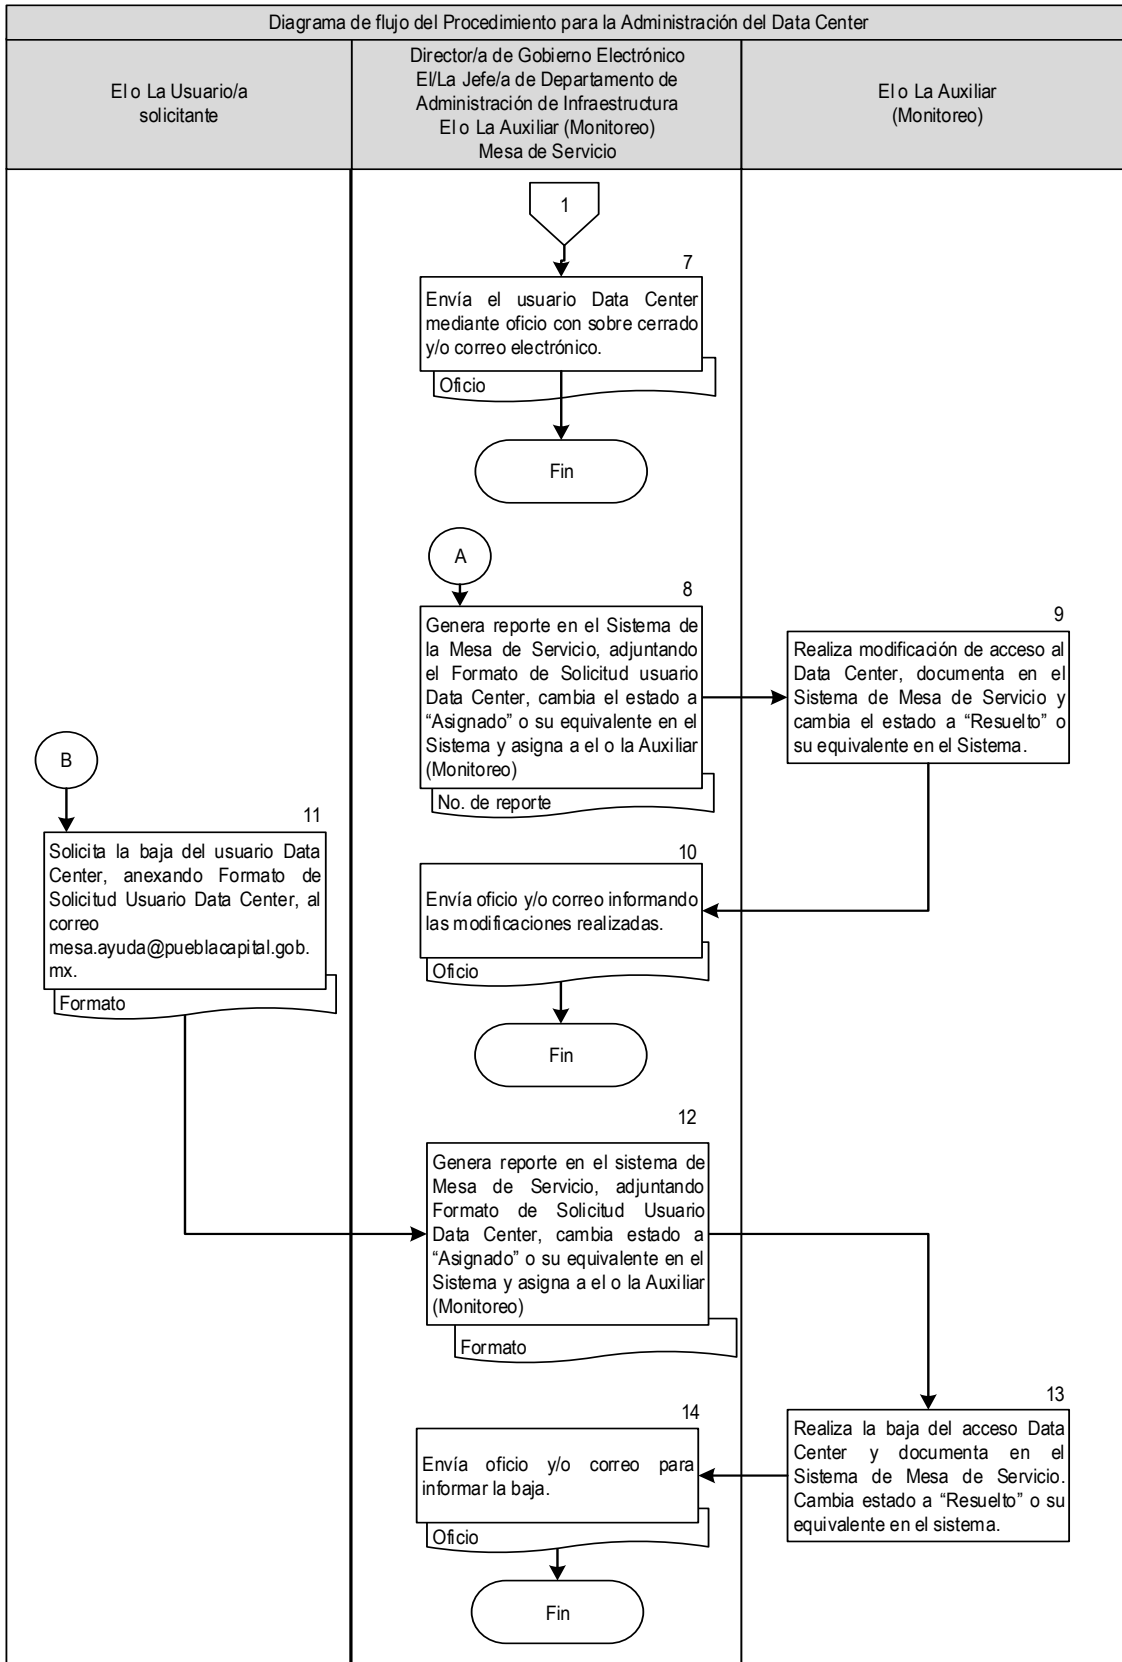 Diagrama de flujo del Procedimiento para la Administración del Data Center
El o La Usuario/a
solicitante
Director/a de Gobierno Electrónico
El/La Jefe/a de Departamento de
Administración de Infraestructura
El o La Auxiliar (Monitoreo)
Mesa de Servicio
El o La Auxiliar
(Monitoreo)
1
7
Envía el usuario Data Center
mediante oficio con sobre cerrado
y/o correo electrónico.
Oficio
Fin
A
8
Genera reporte en el Sistema de
la Mesa de Servicio, adjuntando
el Formato de Solicitud usuario
Data Center, cambia el estado a
“Asignado” o su equivalente en el
Sistema y asigna a el o la Auxiliar
(Monitoreo)
No. de reporte
9
Realiza modificación de acceso al
Data Center, documenta en el
Sistema de Mesa de Servicio y
cambia el estado a “Resuelto” o
su equivalente en el Sistema.
10
Envía oficio y/o correo informando
las modificaciones realizadas.
Oficio
Fin
B
11
Solicita la baja del usuario Data
Center, anexando Formato de
Solicitud Usuario Data Center, al
correo
mesa.ayuda@pueblacapital.gob.
mx.
Formato
12
Genera reporte en el sistema de
Mesa de Servicio, adjuntando
Formato de Solicitud Usuario
Data Center, cambia estado a
“Asignado” o su equivalente en el
Sistema y asigna a el o la Auxiliar
(Monitoreo)
Formato
13
Realiza la baja del acceso Data
Center y documenta en el
Sistema de Mesa de Servicio.
Cambia estado a “Resuelto” o su
equivalente en el sistema.
14
Envía oficio y/o correo para
informar la baja.
Oficio
Fin